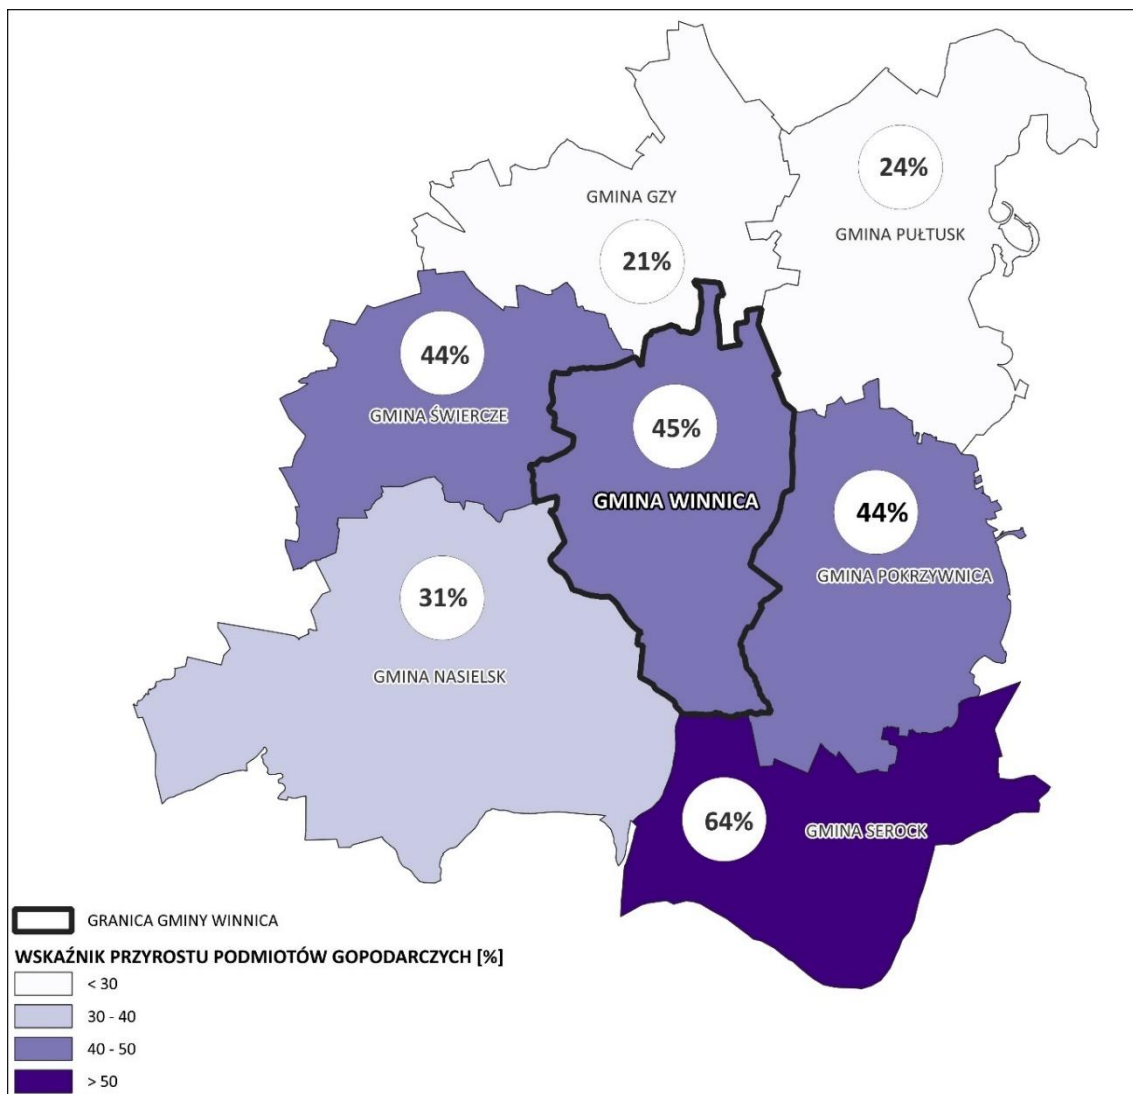 24%
GMINA PUŁTUSK
GMINA GZY
21%
44%
GMINA ŚWIERCZE
45%
GMINA WINNICA
44%
GMINA POKRZYWNICA
31%
GMINA NASIELSK
64%
GMINA SEROCK
GRANICA GMINY WINNICA
WSKAŹNIK PRZYROSTU PODMIOTÓW GOPODARCZYCH [%]
< 30
30 - 40
40 - 50
> 50